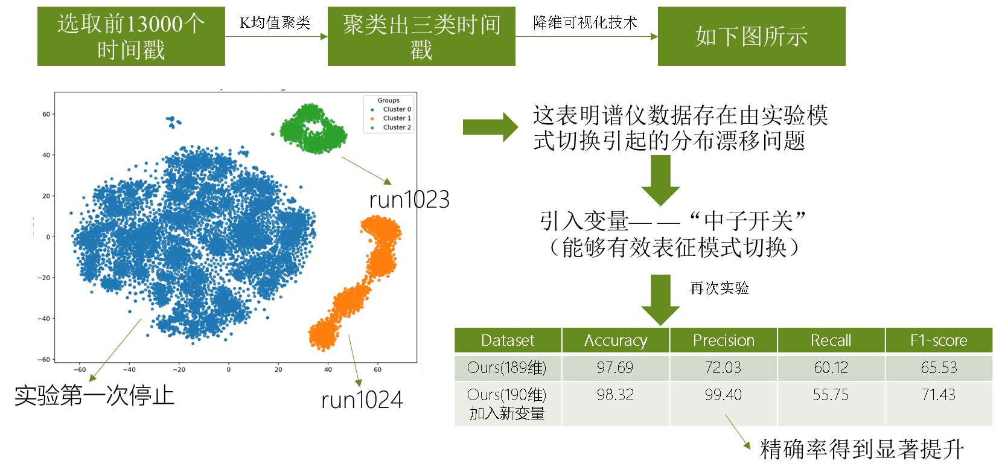 选取前13000个
时间戳
K均值聚类
聚类出三类时间
戳
降维可视化技术
如下图所示
Groups
Cluster 0
Cluster 1
Cluster 2
60
40
20
0
−20
−40
−60
−60
−40
−20
0
20
40
60
run1023
run1024
实验第一次停止
这表明谱仪数据存在由实验模
式切换引起的分布漂移问题
引入变量——“中子开关”
（能够有效表征模式切换）
再次实验
Dataset Accuracy Precision Recall F1-score
Ours(189维) 97.69 72.03 60.12 65.53
Ours(190维) 98.32 99.40 55.75 71.43
加入新变量
精确率得到显著提升